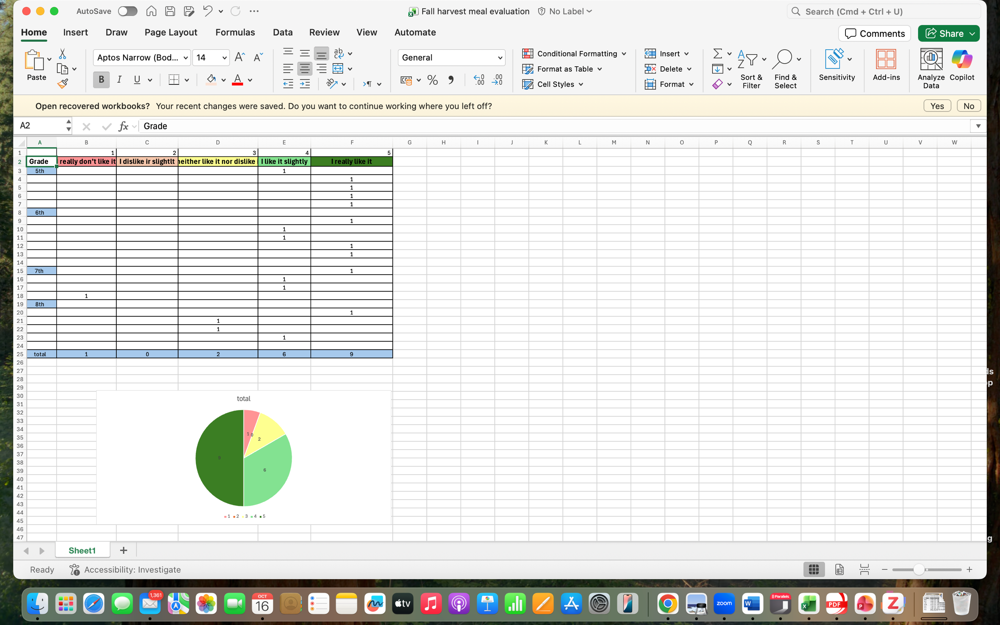 AutoSave
Fall harvest meal evaluation
No Label
Search (Cmd + Ctrl + U)
Home Insert Draw Page Layout Formulas Data Review View Automate
Comments
Share
Paste
Aptos Narrow (Bod...
14
B I U
ab
General
Conditional Formatting
Format as Table
Cell Styles
Insert
Delete
Format
Sort & Filter
Find & Select
Sensitivity
Add-ins
Analyze Data
Copilot
Open recovered workbooks? Your recent changes were saved. Do you want to continue working where you left off?
Yes
No
A2
fx
Grade
A B C D E F G H I J K L M N O P Q R S T U V W
1 1 2 3 4 5
2 Grade really don't like it I dislike ir slightlt neither like it nor dislike I like it slightly I really like it
3 5th 1
4 1
5 1
6 1
7 1
8 6th
9 1
10 1
11 1
12 1
13 1
14
15 7th 1
16 1
17 1
18 1
19 8th
20 1
21 1
22 1
23 1
24
25 total 1 0 2 6 9
26
27
28
29
30
31
32
33
34
35
36
37
38
39
40
41
42
43
44
45
46
47
total
1 0
2
9
6
1 2 3 4 5
Sheet1
Ready
Accessibility: Investigate
ds
op
g
1,361
OCT
16
tv
zoom
W
Parallels
X
PDF
P
Z